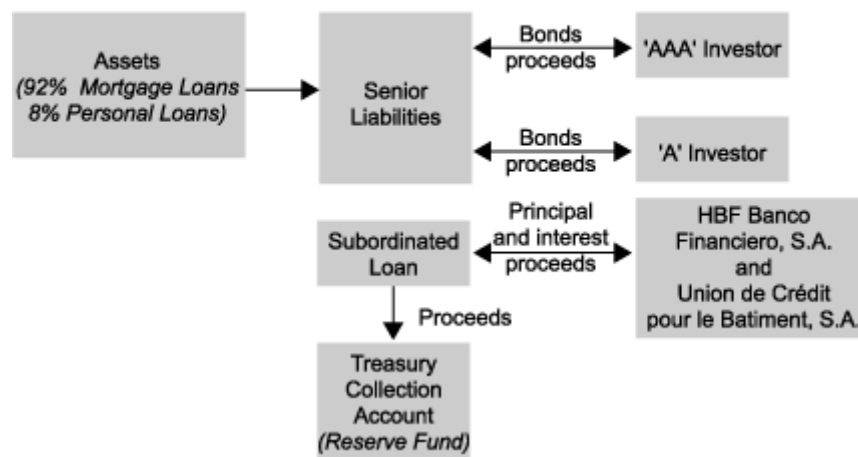 Assets
(92% Mortgage Loans
8% Personal Loans)
Senior
Liabilities
Bonds
proceeds
'AAA' Investor
Bonds
proceeds
'A' Investor
Subordinated
Loan
Principal
and interest
proceeds
HBF Banco
Financiero, S.A.
and
Union de Crédit
pour le Batiment, S.A.
Proceeds
Treasury
Collection
Account
(Reserve Fund)